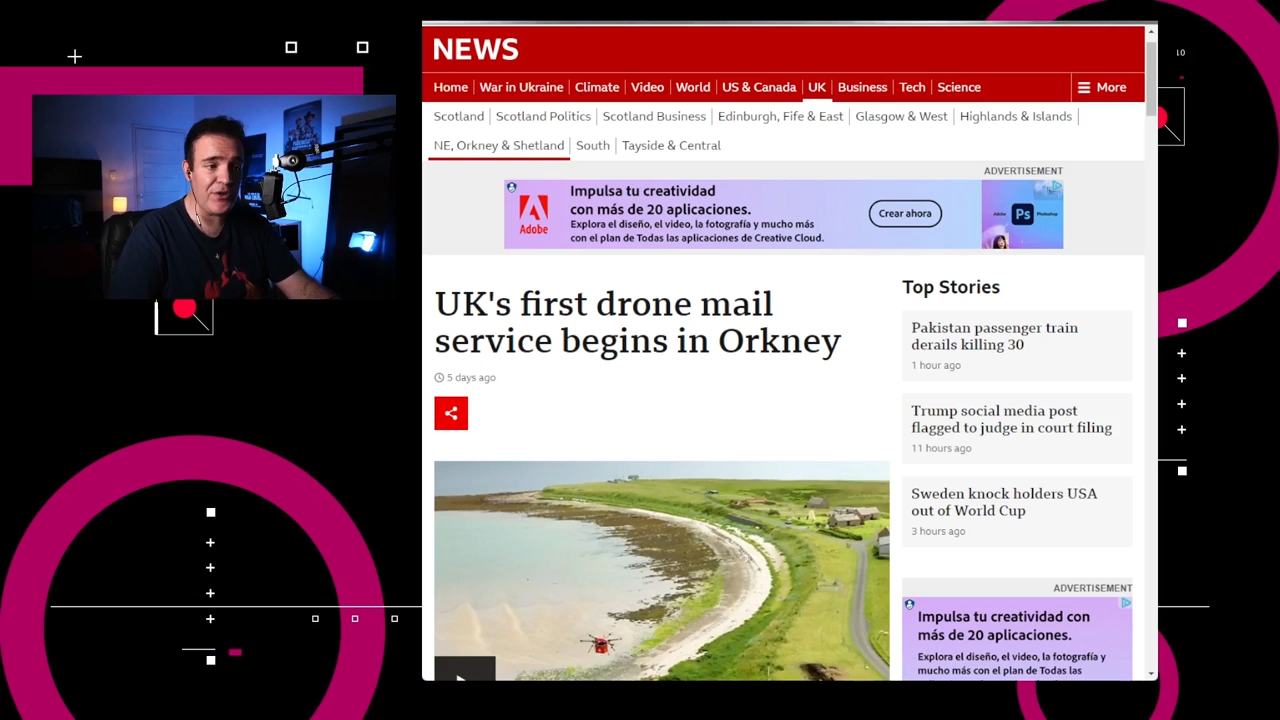 NEWS
Home War in Ukraine Climate Video World US & Canada UK Business Tech Science More
Scotland Scotland Politics Scotland Business Edinburgh, Fife & East Glasgow & West Highlands & Islands
NE, Orkney & Shetland South Tayside & Central
ADVERTISEMENT
Adobe
Impulsa tu creatividad
con más de 20 aplicaciones.
Explora el diseño, el video, la fotografía y mucho más
con el plan de Todas las aplicaciones de Creative Cloud.
Crear ahora
Adobe Ps Photoshop
UK's first drone mail
service begins in Orkney
5 days ago
Top Stories
Pakistan passenger train
derails killing 30
1 hour ago
Trump social media post
flagged to judge in court filing
11 hours ago
Sweden knock holders USA
out of World Cup
3 hours ago
ADVERTISEMENT
Impulsa tu creatividad con
más de 20 aplicaciones.
Explora el diseño, el video, la fotografía y
mucho más con el plan de Todas las
10